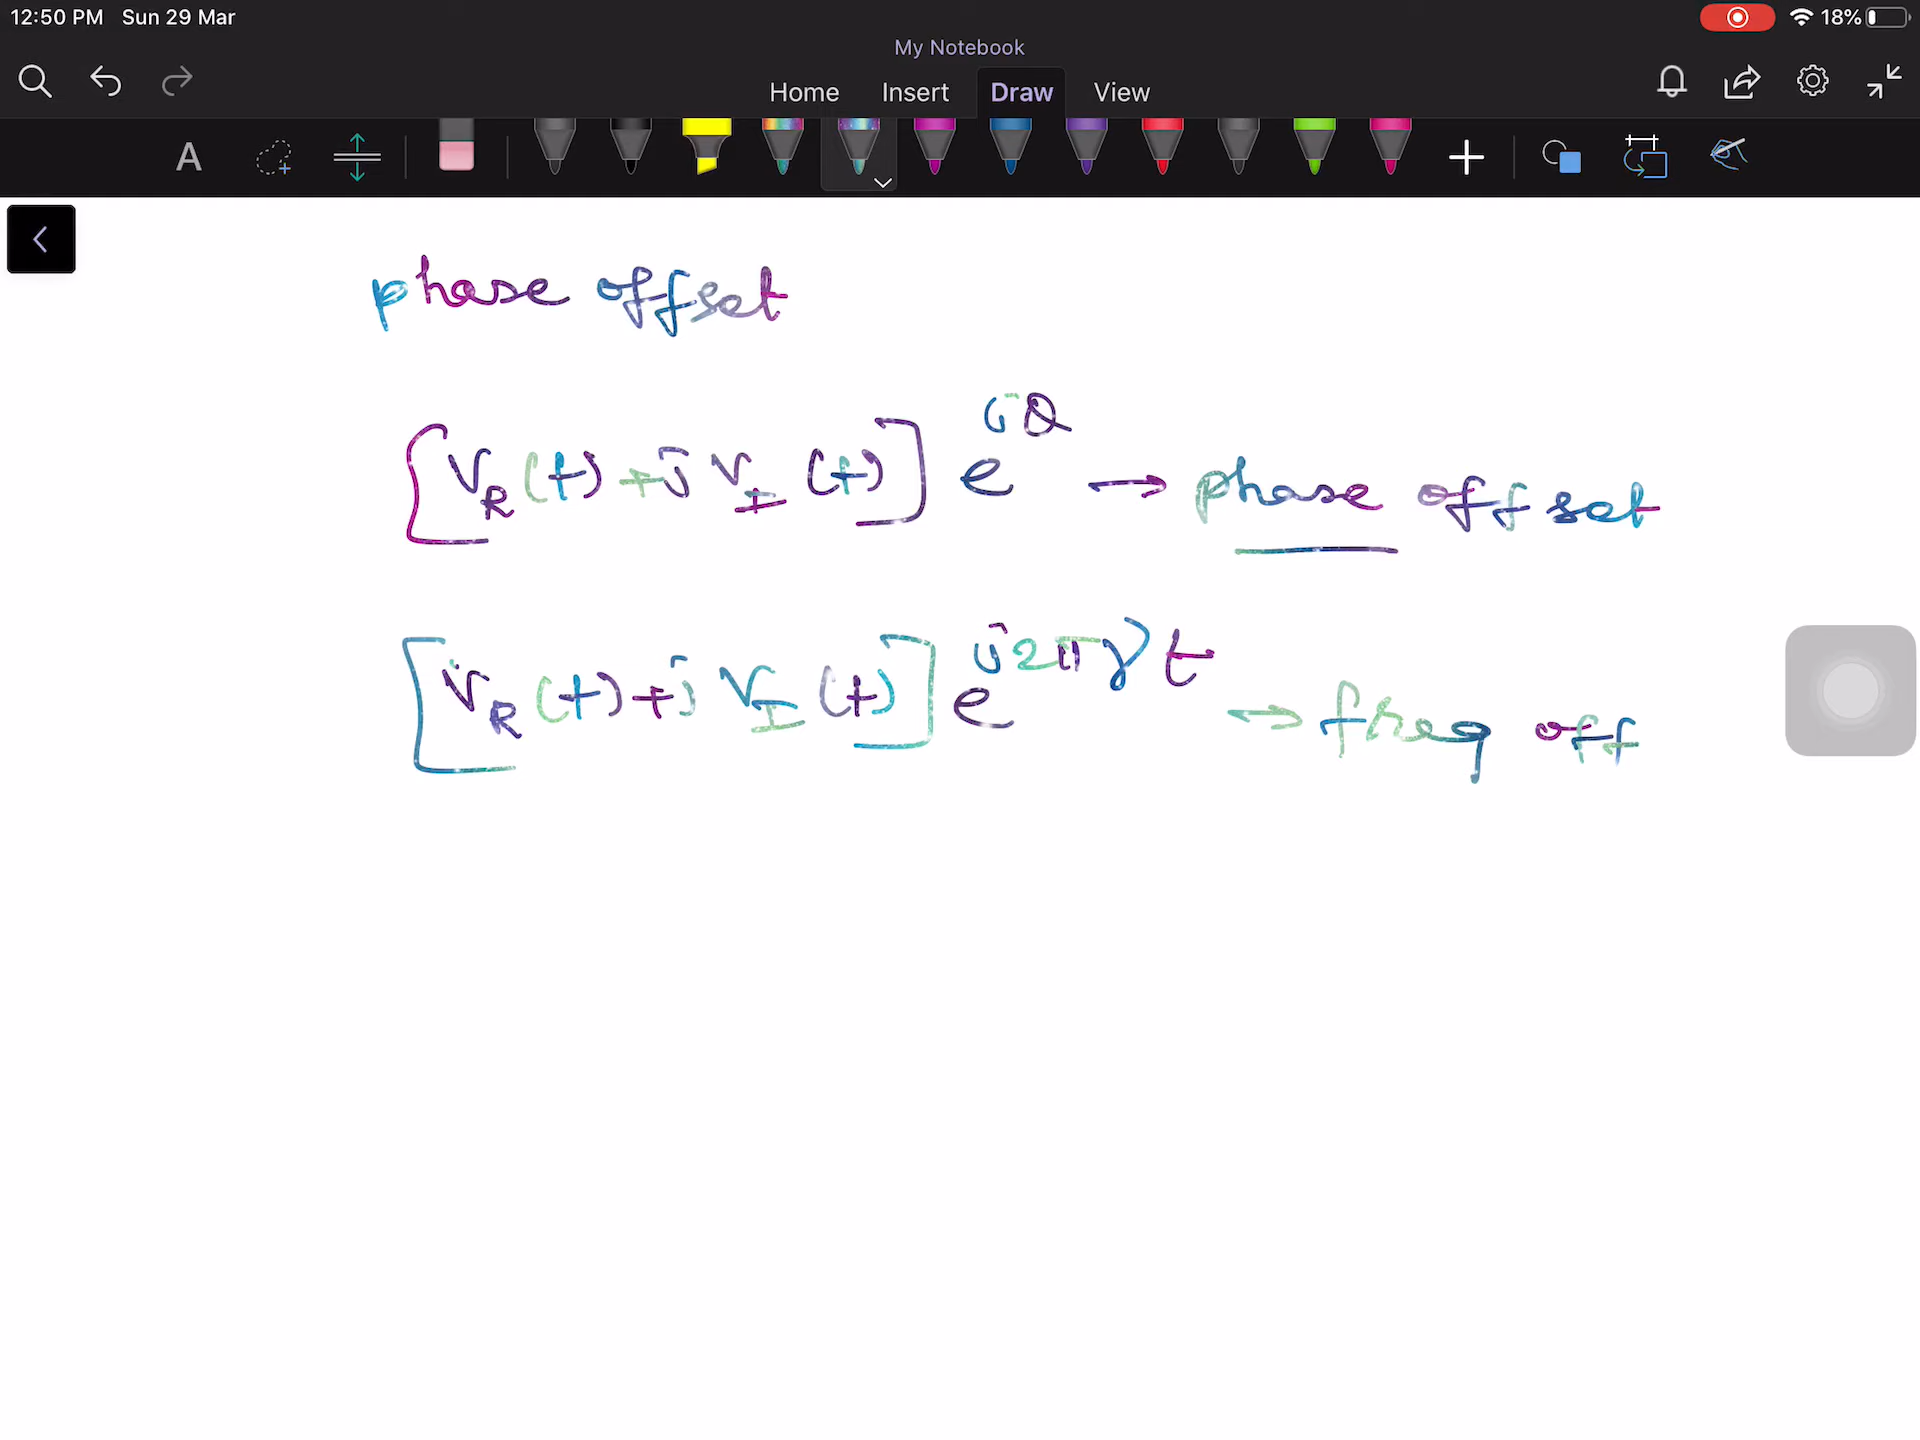 12:50 PM Sun 29 Mar
18%
My Notebook
Home Insert Draw View
A
phase offset
[V_R(t) + j V_I(t)] e^{jθ} → phase offset
[V_R(t) + j V_I(t)] e^{j2πγt} → freq off